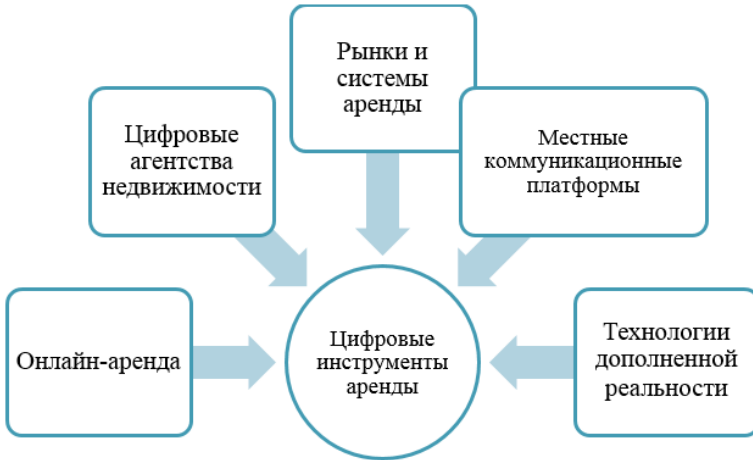 Рынки и
системы
аренды
Цифровые
агентства
недвижимости
Местные
коммуникационные
платформы
Онлайн-аренда
Цифровые
инструменты
аренды
Технологии
дополненной
реальности